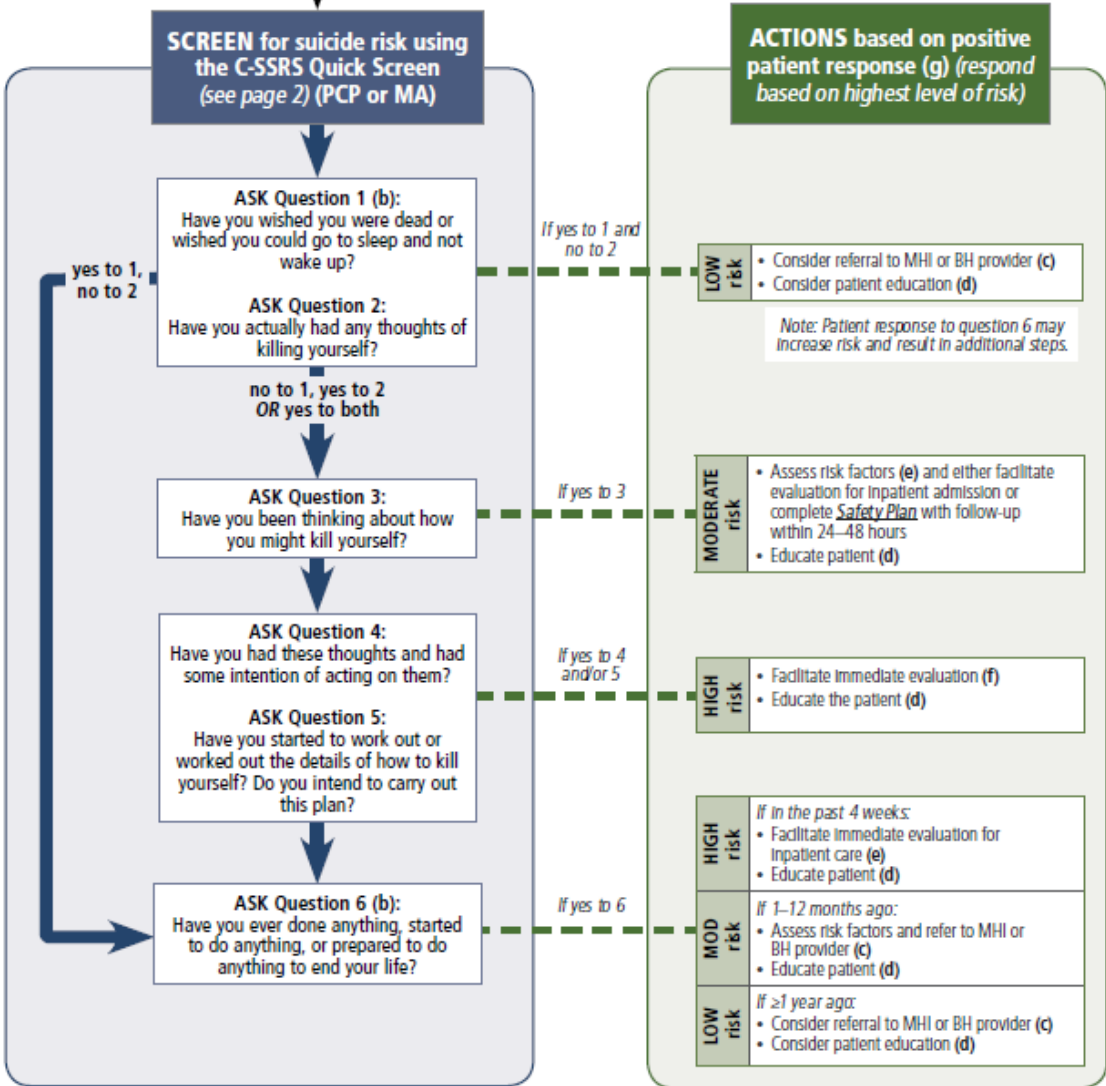 SCREEN for suicide risk using
the C-SSRS Quick Screen
(see page 2) (PCP or MA)
ASK Question 1 (b):
Have you wished you were dead or
wished you could go to sleep and not
wake up?
ASK Question 2:
Have you actually had any thoughts of
killing yourself?
yes to 1,
no to 2
no to 1, yes to 2
OR yes to both
ASK Question 3:
Have you been thinking about how
you might kill yourself?
ASK Question 4:
Have you had these thoughts and had
some intention of acting on them?
ASK Question 5:
Have you started to work out or
worked out the details of how to kill
yourself? Do you intend to carry out
this plan?
ASK Question 6 (b):
Have you ever done anything, started
to do anything, or prepared to do
anything to end your life?
If yes to 1 and
no to 2
If yes to 3
If yes to 4
and/or 5
If yes to 6
ACTIONS based on positive
patient response (g) (respond
based on highest level of risk)
LOW
risk
• Consider referral to MHI or BH provider (c)
• Consider patient education (d)
Note: Patient response to question 6 may
increase risk and result in additional steps.
MODERATE
risk
• Assess risk factors (e) and either facilitate
evaluation for inpatient admission or
complete Safety Plan with follow-up
within 24–48 hours
• Educate patient (d)
HIGH
risk
• Facilitate immediate evaluation (f)
• Educate the patient (d)
HIGH
risk
If in the past 4 weeks:
• Facilitate immediate evaluation for
inpatient care (e)
• Educate patient (d)
MOD
risk
If 1–12 months ago:
• Assess risk factors and refer to MHI or
BH provider (c)
• Educate patient (d)
LOW
risk
If ≥1 year ago:
• Consider referral to MHI or BH provider (c)
• Consider patient education (d)